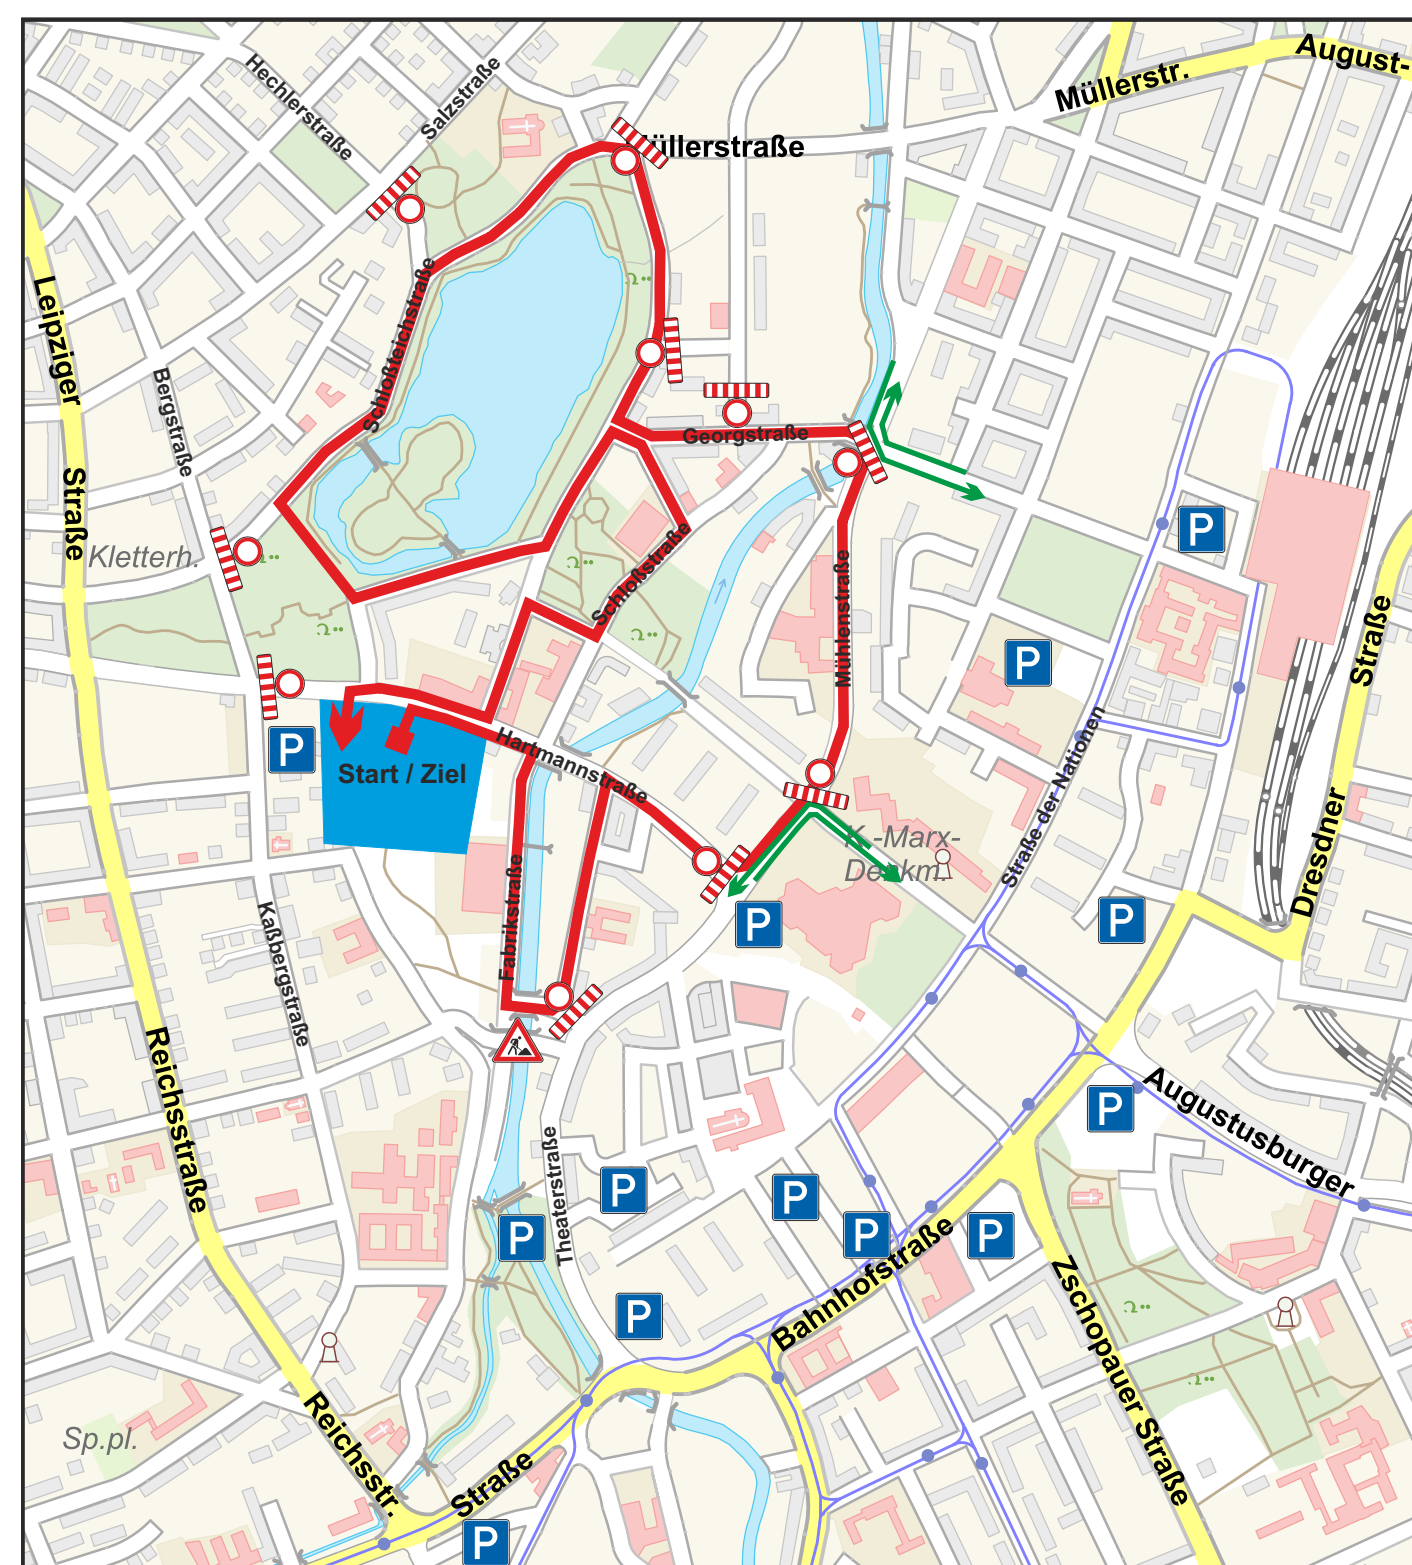 August-
Müllerstr.
Hechlerstraße
Salzstraße
üllerstraße
Leipziger
Straße
Schloßteichstraße
Bergstraße
Georgstraße
Kletterh.
P
Schloßstraße
Mühlenstraße
P
Straße
P
Start / Ziel
Hartmannstraße
Straße der Nationen
Dresdner
K.-Marx-
Denkm.
Fabrikstraße
P
P
Kaßbergstraße
Reichsstraße
P
Augustusburger
Theaterstraße
P
P
P
P
P
Bahnhofstraße
P
Zschopauer Straße
Reichsstr.
Sp.pl.
Straße
P